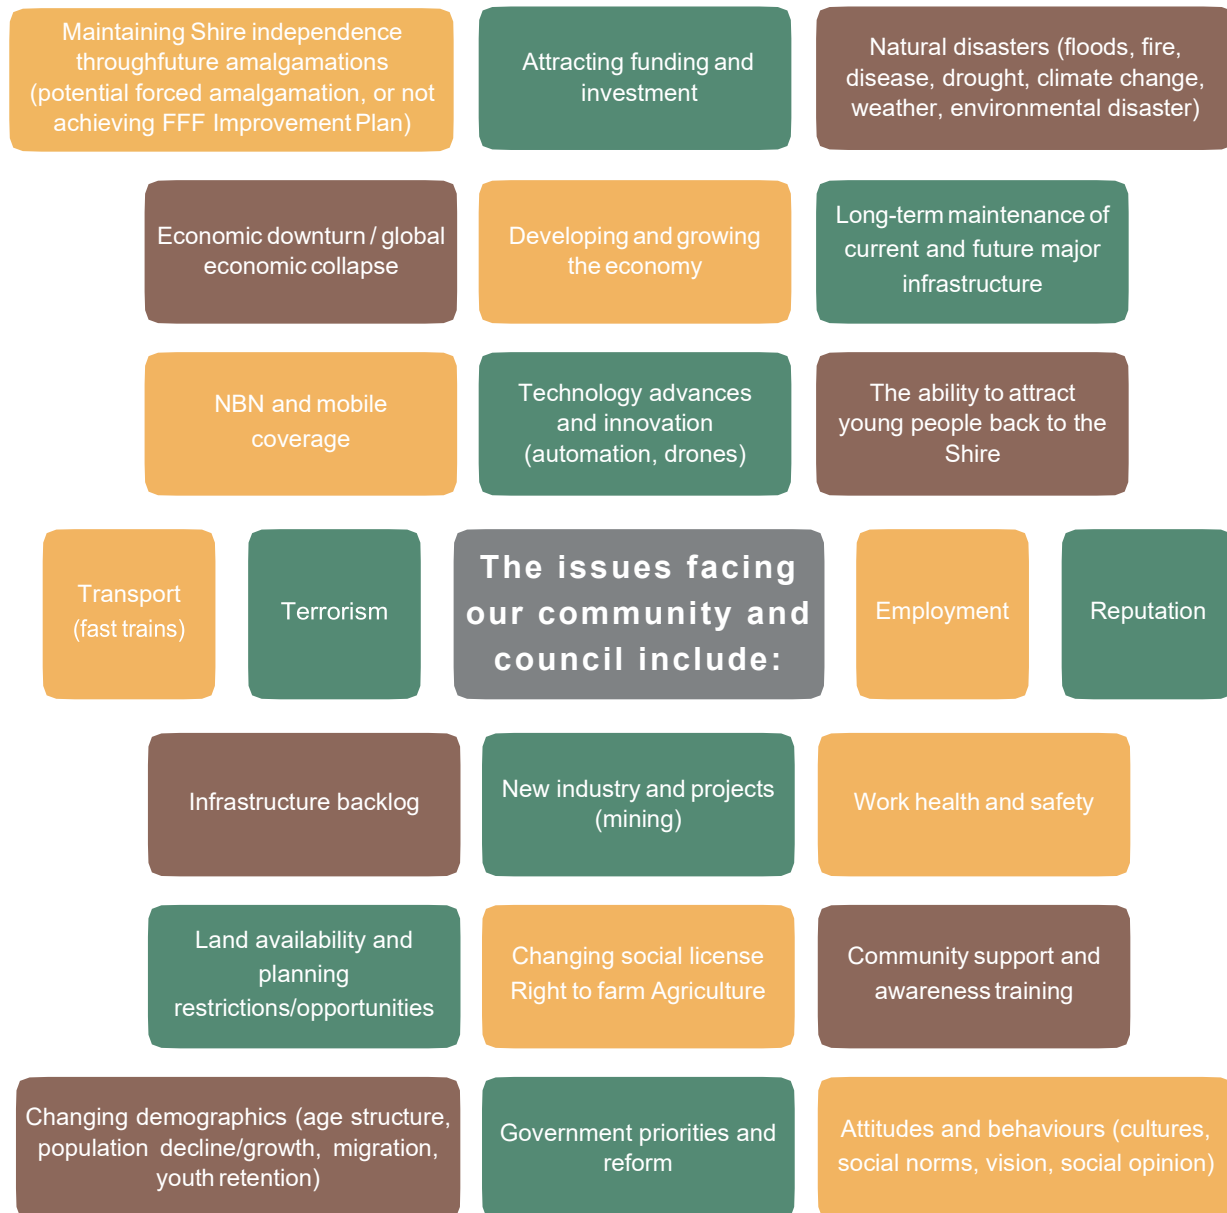 Maintaining Shire independence
throughfuture amalgamations
(potential forced amalgamation, or not
achieving FFF Improvement Plan)
Attracting funding and
investment
Natural disasters (floods, fire,
disease, drought, climate change,
weather, environmental disaster)
Economic downturn / global
economic collapse
Developing and growing
the economy
Long-term maintenance of
current and future major
infrastructure
NBN and mobile
coverage
Technology advances
and innovation
(automation, drones)
The ability to attract
young people back to the
Shire
Transport
(fast trains)
Terrorism
The issues facing
our community and
council include:
Employment
Reputation
Infrastructure backlog
New industry and projects
(mining)
Work health and safety
Land availability and
planning
restrictions/opportunities
Changing social license
Right to farm Agriculture
Community support and
awareness training
Changing demographics (age structure,
population decline/growth, migration,
youth retention)
Government priorities and
reform
Attitudes and behaviours (cultures,
social norms, vision, social opinion)